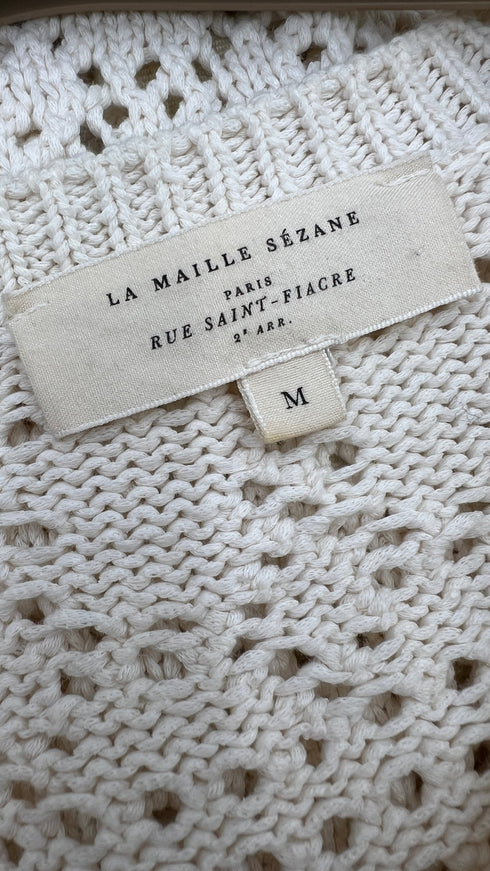 LA MAILLE SÉZANE
PARIS
RUE SAINT-FIACRE
2e ARR.
M